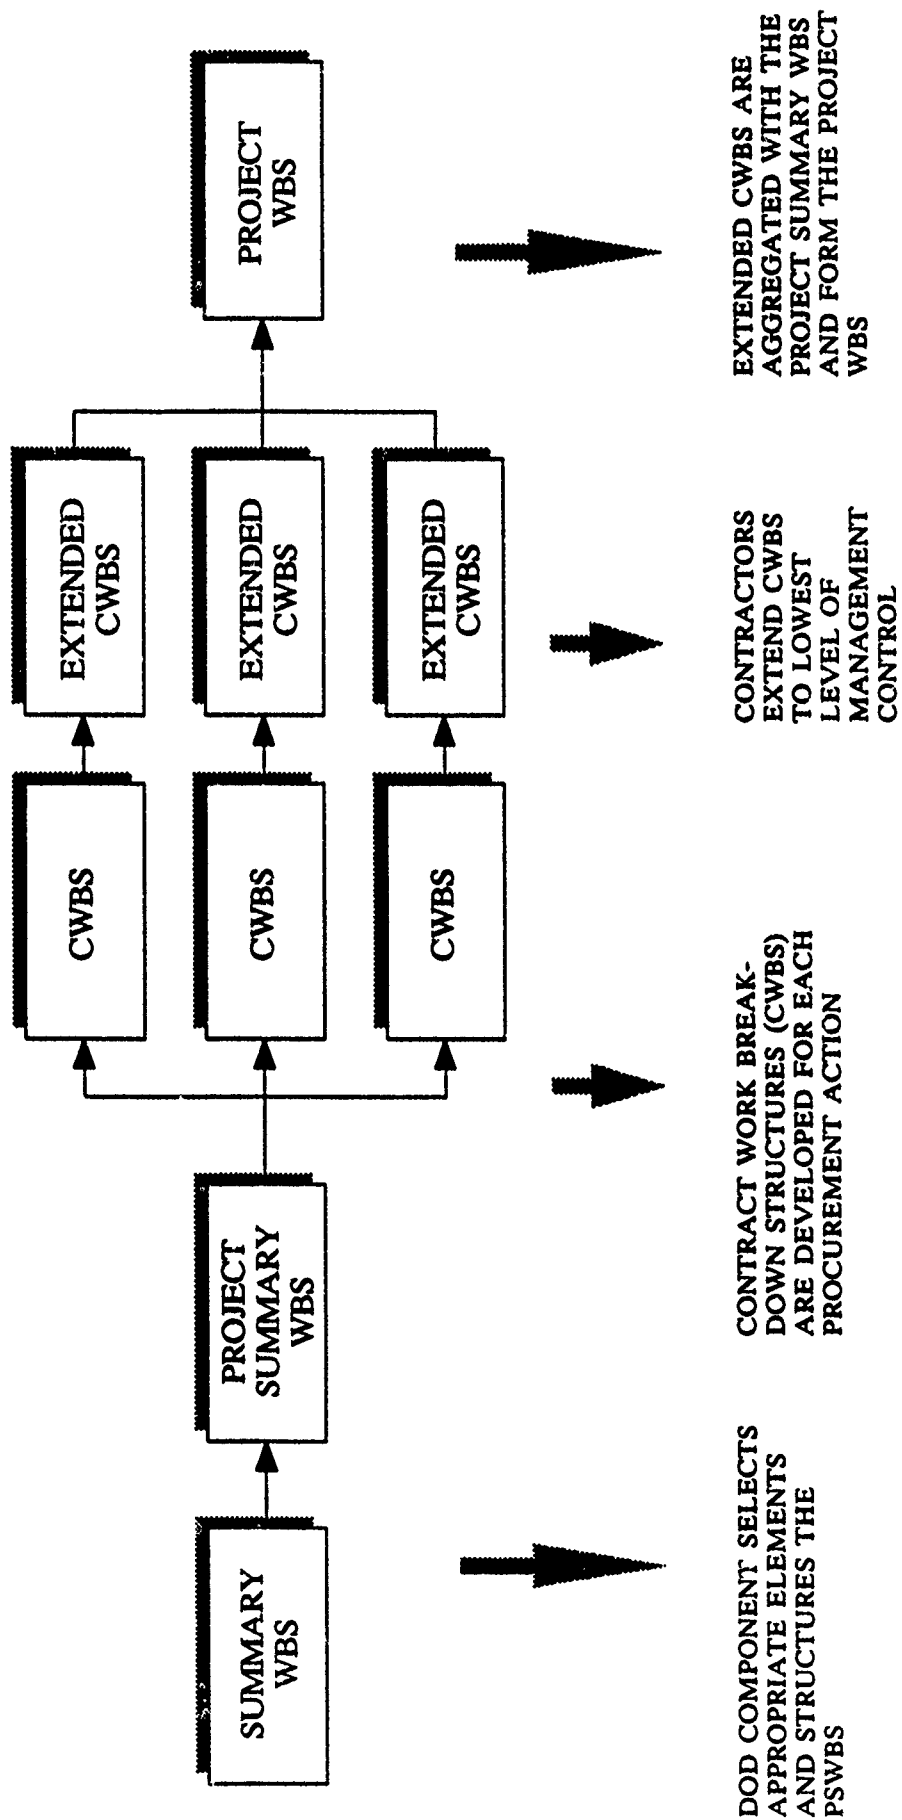 SUMMARY
WBS
PROJECT
SUMMARY
WBS
CWBS
CWBS
CWBS
EXTENDED
CWBS
EXTENDED
CWBS
EXTENDED
CWBS
PROJECT
WBS
DOD COMPONENT SELECTS
APPROPRIATE ELEMENTS
AND STRUCTURES THE
PSWBS
CONTRACT WORK BREAK-
DOWN STRUCTURES (CWBS)
ARE DEVELOPED FOR EACH
PROCUREMENT ACTION
CONTRACTORS
EXTEND CWBS
TO LOWEST
LEVEL OF
MANAGEMENT
CONTROL
EXTENDED CWBS ARE
AGGREGATED WITH THE
PROJECT SUMMARY WBS
AND FORM THE PROJECT
WBS